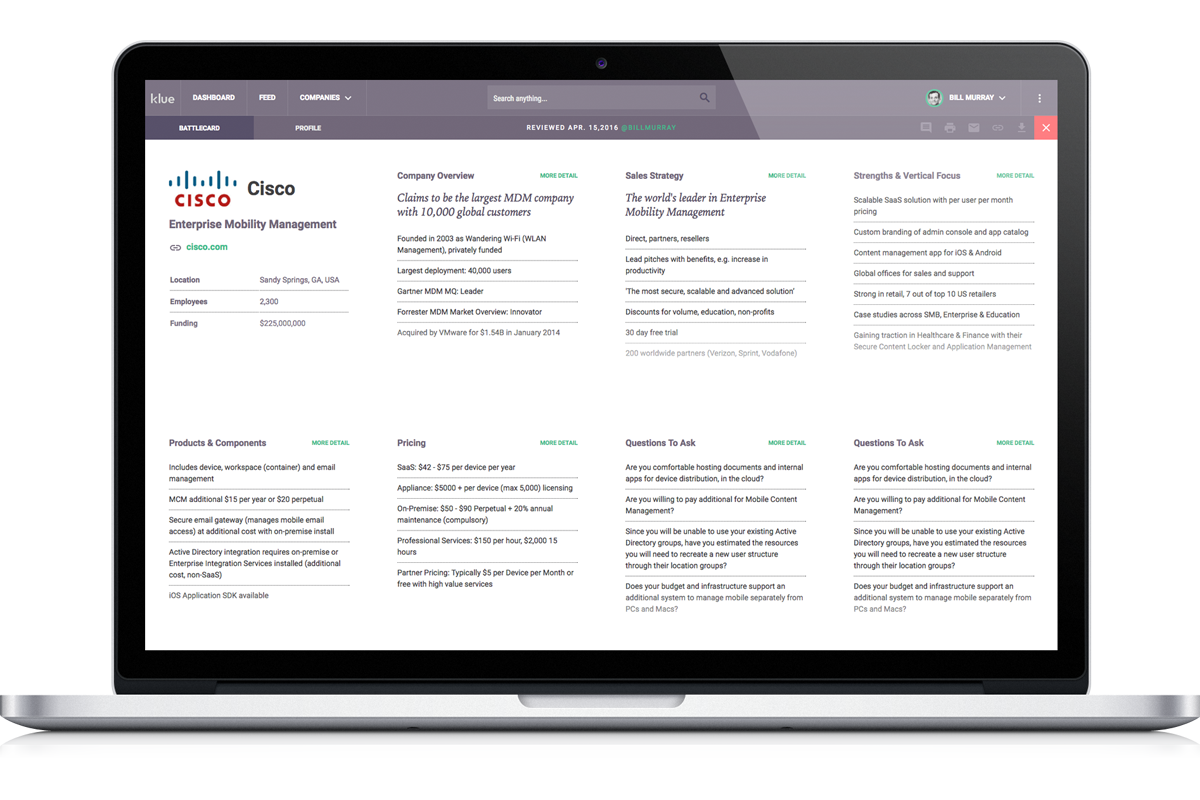 klue DASHBOARD FEED COMPANIES Search anything... BILL MURRAY
BATTLECARD PROFILE REVIEWED APR. 15,2016 @BILLMURRAY
CISCO
Cisco
Enterprise Mobility Management
cisco.com
Location Sandy Springs, GA, USA
Employees 2,300
Funding $225,000,000
Company Overview MORE DETAIL
Claims to be the largest MDM company
with 10,000 global customers
Founded in 2003 as Wandering Wi-Fi (WLAN
Management), privately funded
Largest deployment: 40,000 users
Gartner MDM MQ: Leader
Forrester MDM Market Overview: Innovator
Acquired by VMware for $1.54B in January 2014
Sales Strategy MORE DETAIL
The world's leader in Enterprise
Mobility Management
Direct, partners, resellers
Lead pitches with benefits, e.g. increase in
productivity
'The most secure, scalable and advanced solution'
Discounts for volume, education, non-profits
30 day free trial
200 worldwide partners (Verizon, Sprint, Vodafone)
Strengths & Vertical Focus MORE DETAIL
Scalable SaaS solution with per user per month
pricing
Custom branding of admin console and app catalog
Content management app for iOS & Android
Global offices for sales and support
Strong in retail, 7 out of top 10 US retailers
Case studies across SMB, Enterprise & Education
Gaining traction in Healthcare & Finance with their
Secure Content Locker and Application Management
Products & Components MORE DETAIL
Includes device, workspace (container) and email
management
MCM additional $15 per year or $20 perpetual
Secure email gateway (manages mobile email
access) at additional cost with on-premise install
Active Directory integration requires on-premise or
Enterprise Integration Services installed (additional
cost, non-SaaS)
iOS Application SDK available
Pricing MORE DETAIL
SaaS: $42 - $75 per device per year
Appliance: $5000 + per device (max 5,000) licensing
On-Premise: $50 - $90 Perpetual + 20% annual
maintenance (compulsory)
Professional Services: $150 per hour, $2,000 15
hours
Partner Pricing: Typically $5 per Device per Month or
free with high value services
Questions To Ask MORE DETAIL
Are you comfortable hosting documents and internal
apps for device distribution, in the cloud?
Are you willing to pay additional for Mobile Content
Management?
Since you will be unable to use your existing Active
Directory groups, have you estimated the resources
you will need to recreate a new user structure
through their location groups?
Does your budget and infrastructure support an
additional system to manage mobile separately from
PCs and Macs?
Questions To Ask MORE DETAIL
Are you comfortable hosting documents and internal
apps for device distribution, in the cloud?
Are you willing to pay additional for Mobile Content
Management?
Since you will be unable to use your existing Active
Directory groups, have you estimated the resources
you will need to recreate a new user structure
through their location groups?
Does your budget and infrastructure support an
additional system to manage mobile separately from
PCs and Macs?